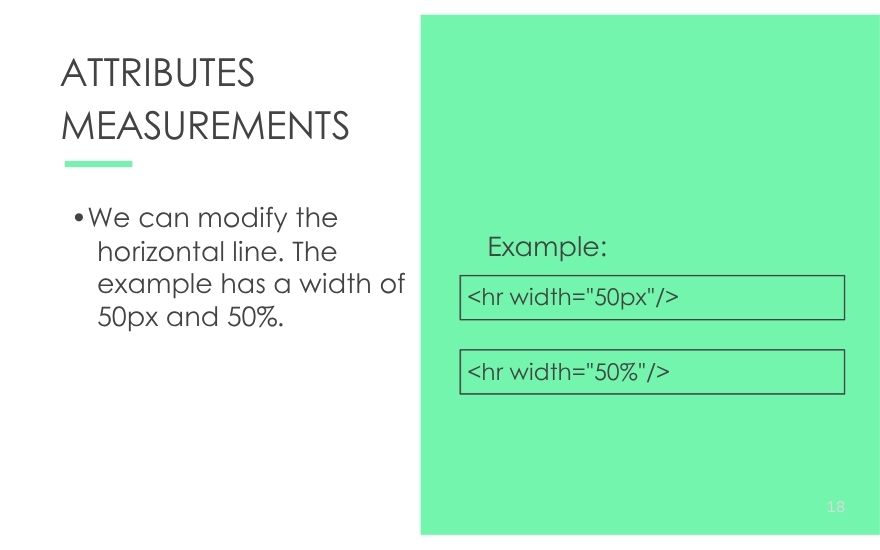 ATTRIBUTES
MEASUREMENTS
•We can modify the
horizontal line. The
example has a width of
50px and 50%.
Example:
<hr width="50px"/>
<hr width="50%"/>
18